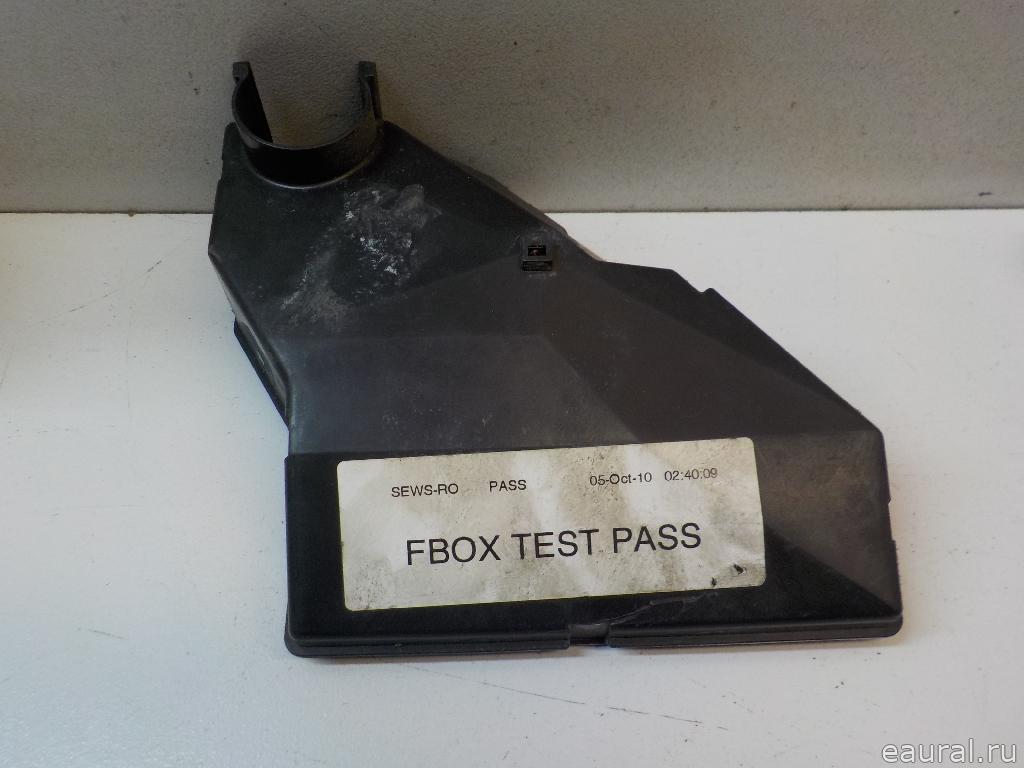 SEWS-RO PASS 05-Oct-10 02:40:09
FBOX TEST PASS
eaural.ru